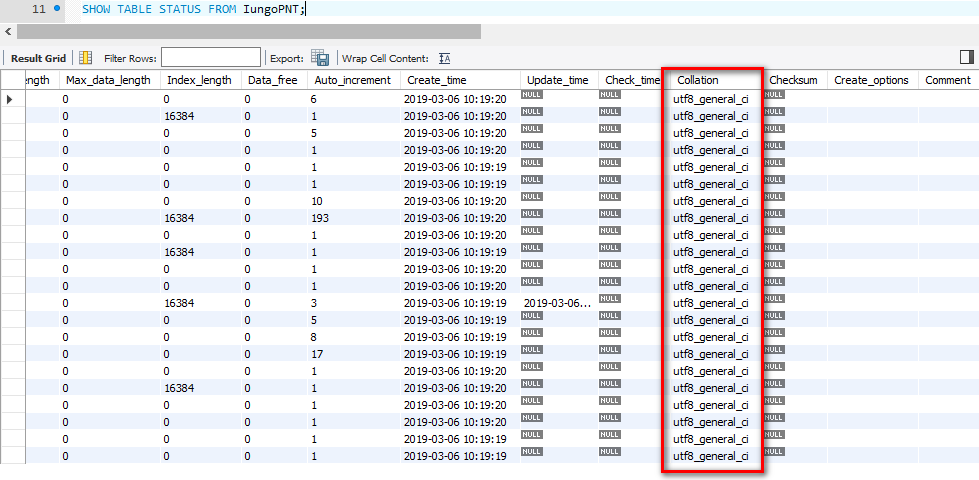 11 SHOW TABLE STATUS FROM IungoPNT;
Result Grid Filter Rows: Export: Wrap Cell Content:
ength Max_data_length Index_length Data_free Auto_increment Create_time Update_time Check_time Collation Checksum Create_options Comment
0 0 0 6 2019-03-06 10:19:20 NULL NULL utf8_general_ci NULL
0 16384 0 1 2019-03-06 10:19:20 NULL NULL utf8_general_ci NULL
0 0 0 5 2019-03-06 10:19:20 NULL NULL utf8_general_ci NULL
0 0 0 1 2019-03-06 10:19:20 NULL NULL utf8_general_ci NULL
0 0 0 1 2019-03-06 10:19:19 NULL NULL utf8_general_ci NULL
0 0 0 1 2019-03-06 10:19:19 NULL NULL utf8_general_ci NULL
0 0 0 10 2019-03-06 10:19:20 NULL NULL utf8_general_ci NULL
0 16384 0 193 2019-03-06 10:19:20 NULL NULL utf8_general_ci NULL
0 0 0 1 2019-03-06 10:19:20 NULL NULL utf8_general_ci NULL
0 16384 0 1 2019-03-06 10:19:19 NULL NULL utf8_general_ci NULL
0 0 0 1 2019-03-06 10:19:20 NULL NULL utf8_general_ci NULL
0 0 0 1 2019-03-06 10:19:20 NULL NULL utf8_general_ci NULL
0 16384 0 3 2019-03-06 10:19:19 2019-03-06... NULL utf8_general_ci NULL
0 0 0 5 2019-03-06 10:19:19 NULL NULL utf8_general_ci NULL
0 0 0 8 2019-03-06 10:19:19 NULL NULL utf8_general_ci NULL
0 0 0 17 2019-03-06 10:19:19 NULL NULL utf8_general_ci NULL
0 0 0 1 2019-03-06 10:19:20 NULL NULL utf8_general_ci NULL
0 16384 0 1 2019-03-06 10:19:20 NULL NULL utf8_general_ci NULL
0 0 0 1 2019-03-06 10:19:20 NULL NULL utf8_general_ci NULL
0 0 0 1 2019-03-06 10:19:20 NULL NULL utf8_general_ci NULL
0 0 0 1 2019-03-06 10:19:19 NULL NULL utf8_general_ci NULL
0 0 0 1 2019-03-06 10:19:19 NULL NULL utf8_general_ci NULL